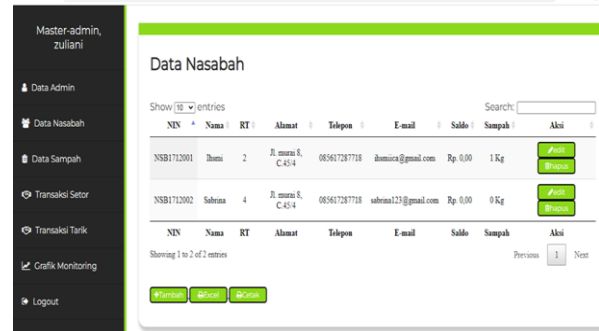 Master-admin,
zuliani
Data Admin
Data Nasabah
Data Sampah
Transaksi Setor
Transaksi Tarik
Grafik Monitoring
Logout
Data Nasabah
Show 10 entries Search:
NIN Nama RT Alamat Telepon E-mail Saldo Sampah Aksi
NSB1712001 2 Jl. murai 8, C.45/4 085617287718 Rp. 0,00 1 Kg edit hapus
NSB1712002 Sabrina 4 Jl. murai 8, C.45/4 085617287718 sabrina123@gmail.com Rp. 0,00 0 Kg edit hapus
NIN Nama RT Alamat Telepon E-mail Saldo Sampah Aksi
Showing 1 to 2 of 2 entries Previous 1 Next
+Tambah Excel Cetak